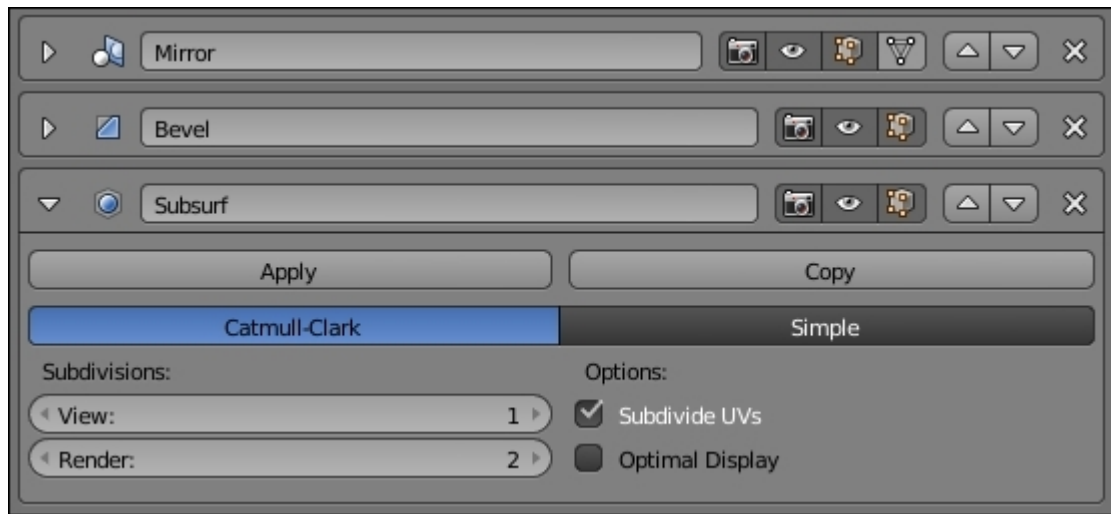 Mirror
Bevel
Subsurf
Apply Copy
Catmull-Clark Simple
Subdivisions: Options:
View: 1 Subdivide UVs
Render: 2 Optimal Display